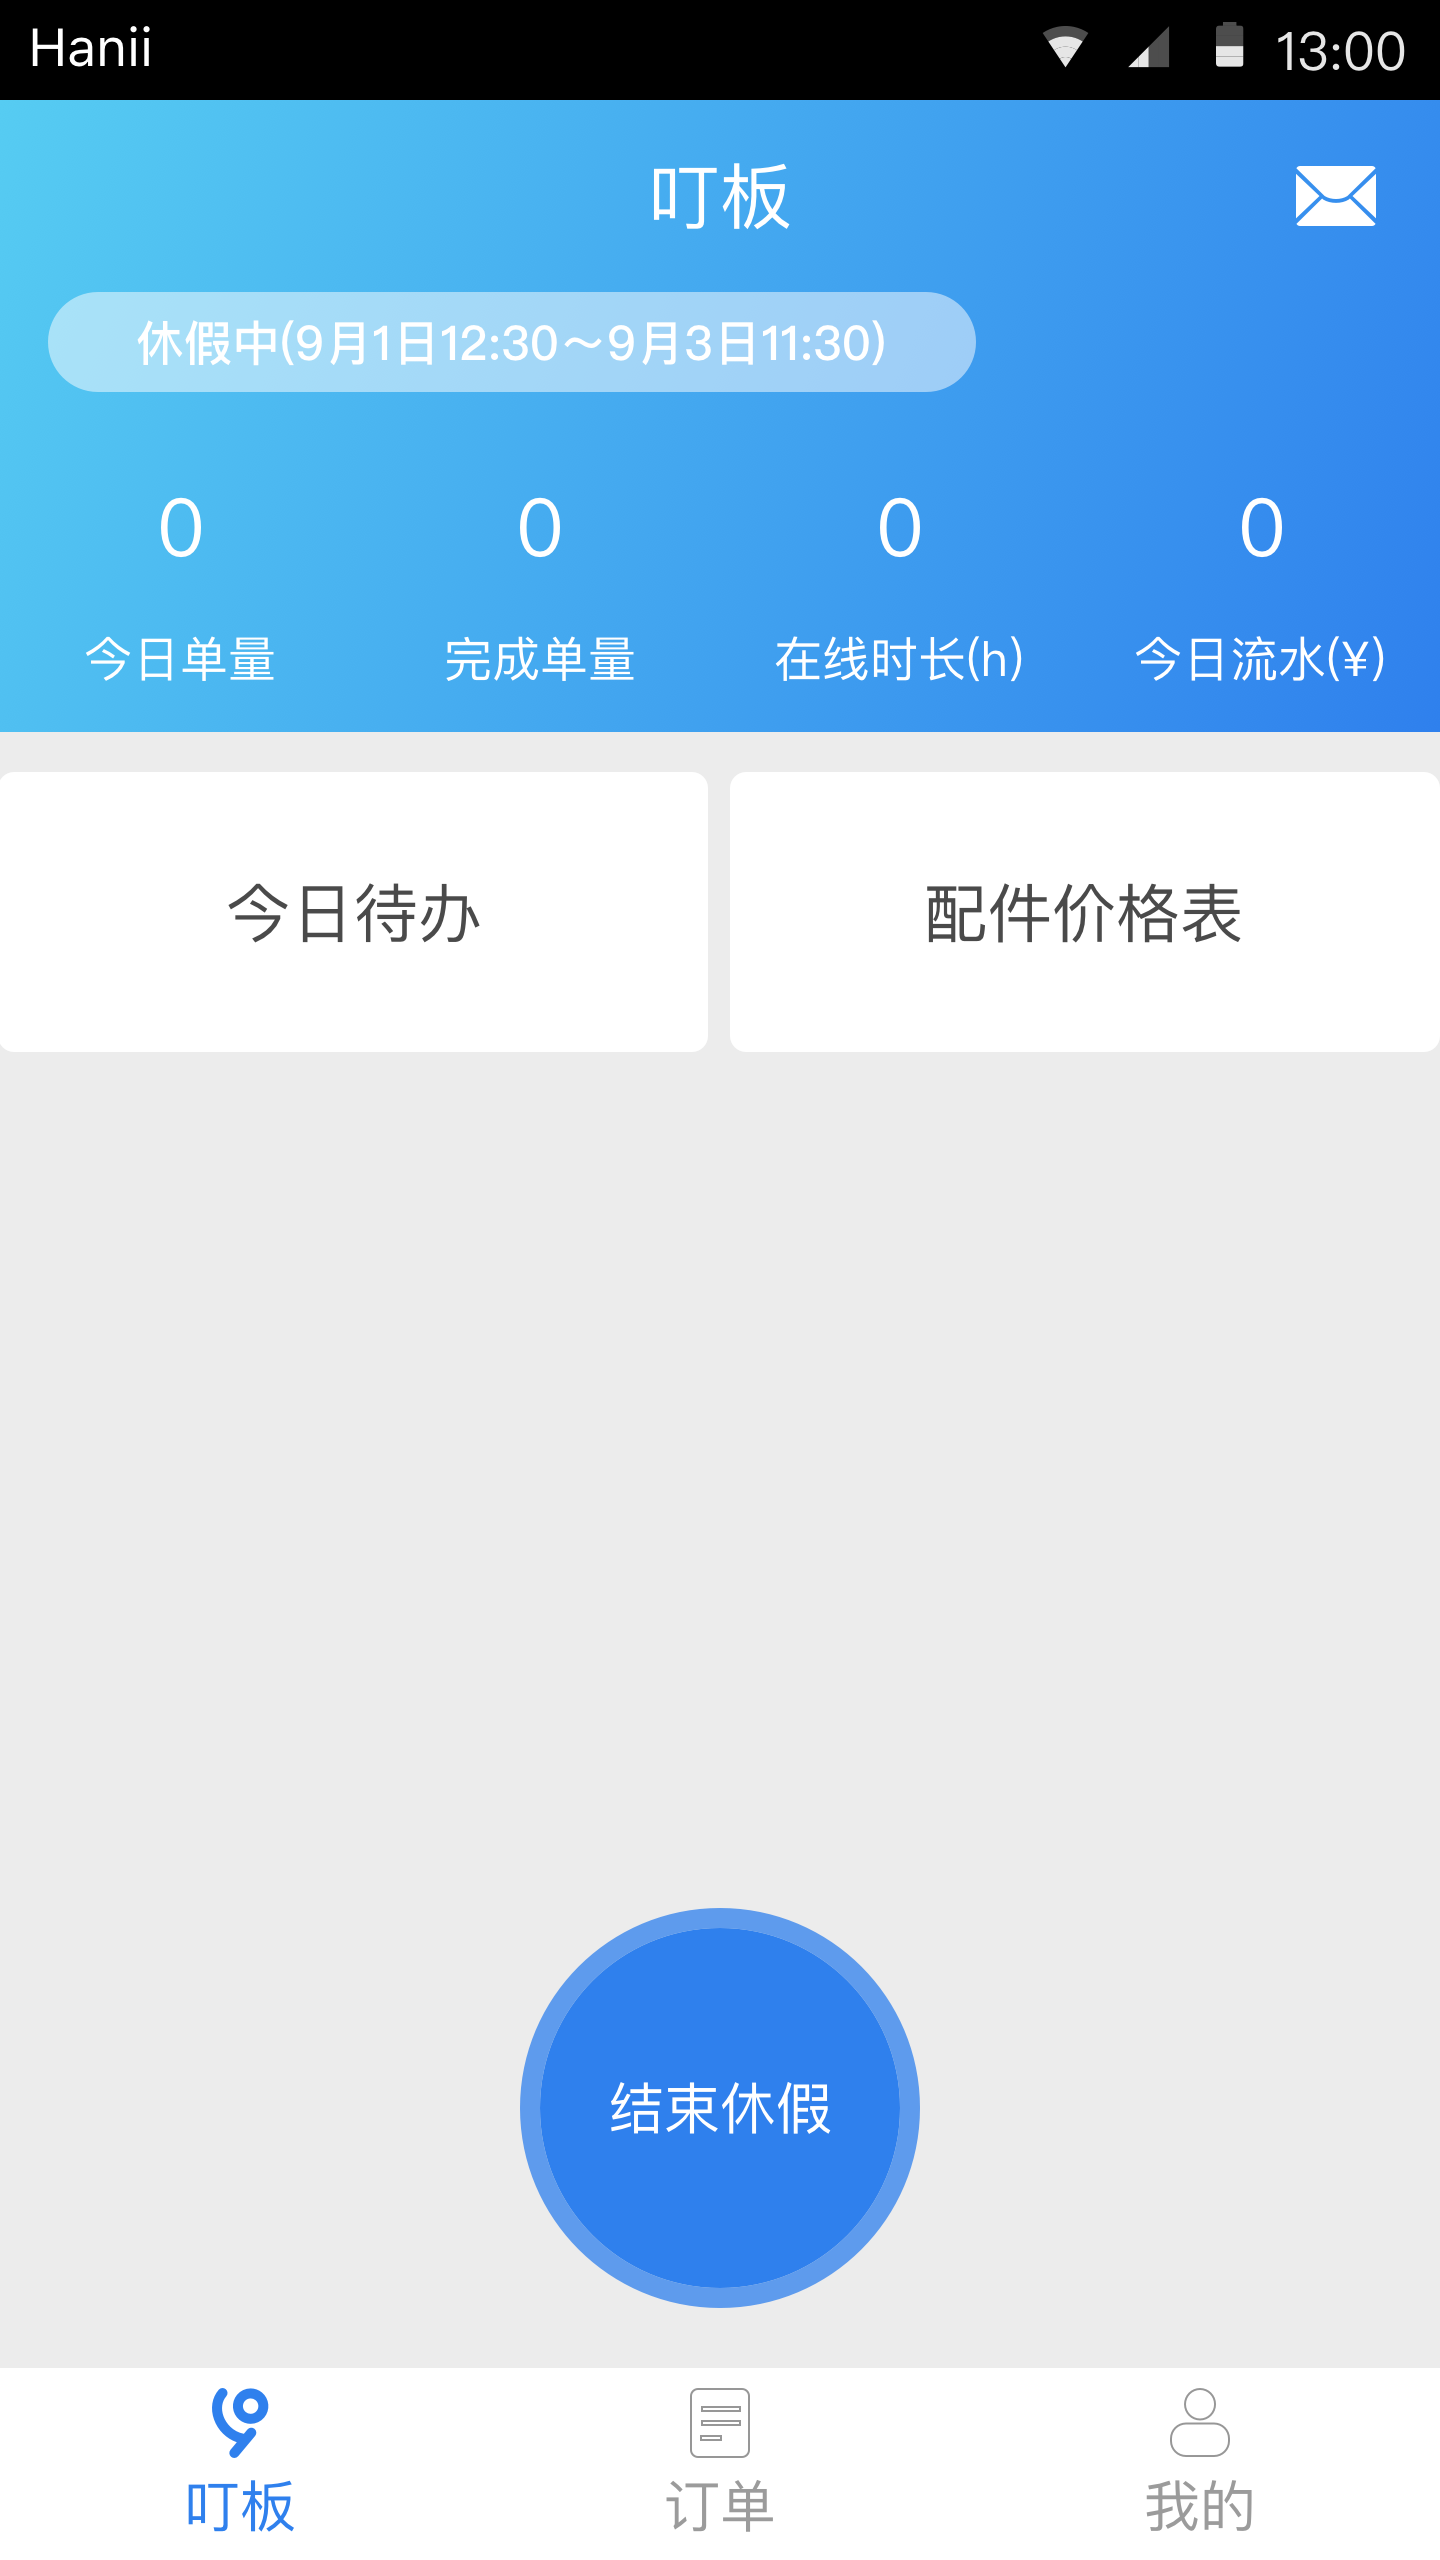 Hanii 13:00
叮板
休假中(9月1日12:30～9月3日11:30)
0 0 0 0
今日单量 完成单量 在线时长(h) 今日流水(¥)
今日待办 配件价格表
结束休假
叮板 订单 我的